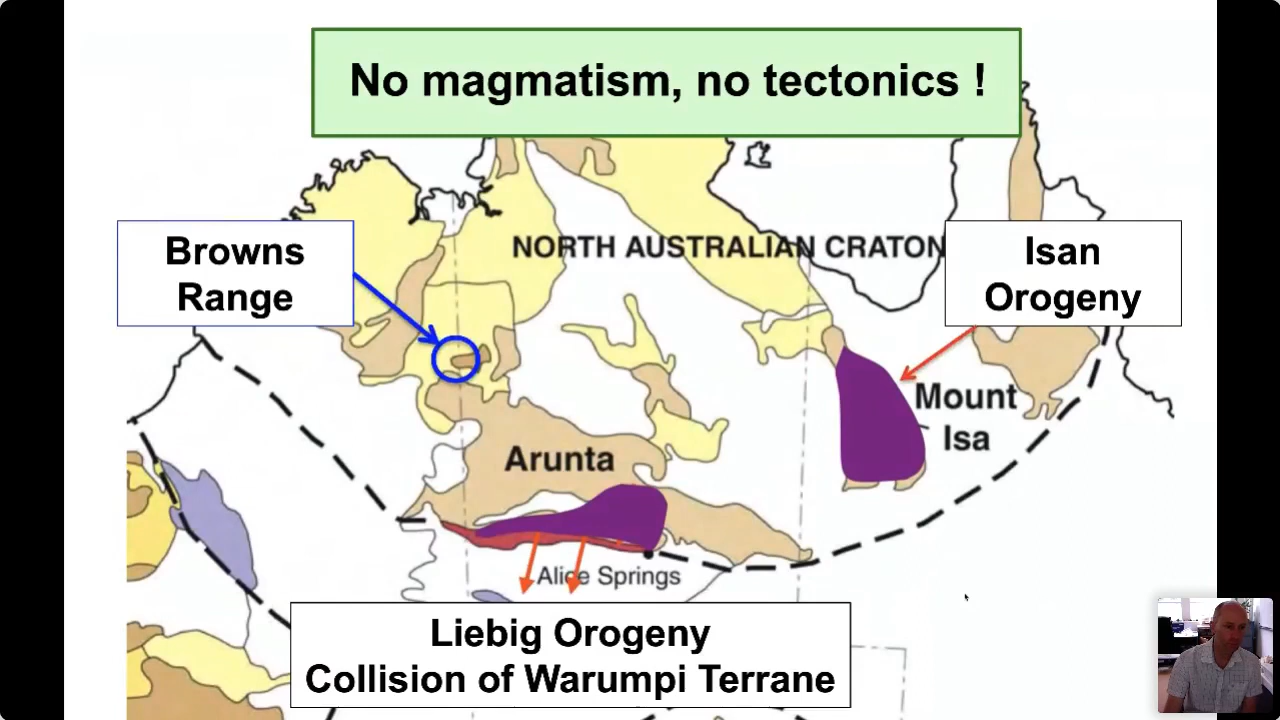 No magmatism, no tectonics !
Browns
Range
NORTH AUSTRALIAN CRATON
Isan
Orogeny
Mount
Isa
Arunta
Alice Springs
Liebig Orogeny
Collision of Warumpi Terrane